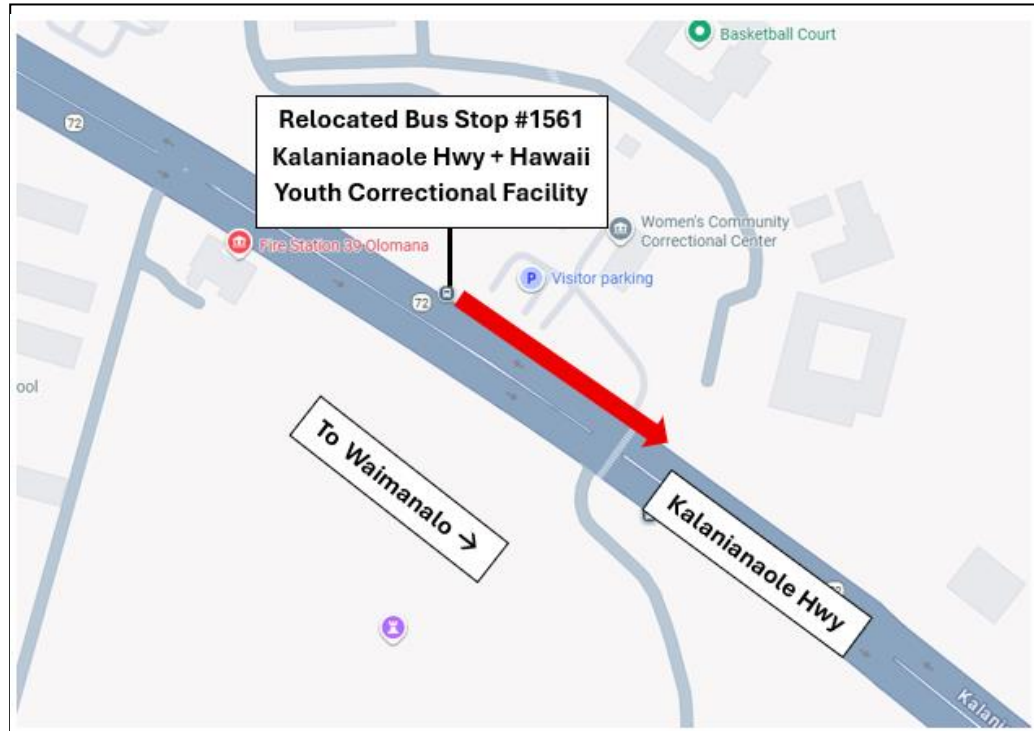 Basketball Court
72
Relocated Bus Stop #1561
Kalanianaole Hwy + Hawaii
Youth Correctional Facility
Women's Community
Correctional Center
Fire Station 39 Olomana
P
Visitor parking
72
ool
To Waimanalo →
Kalanianaole Hwy
Kalani